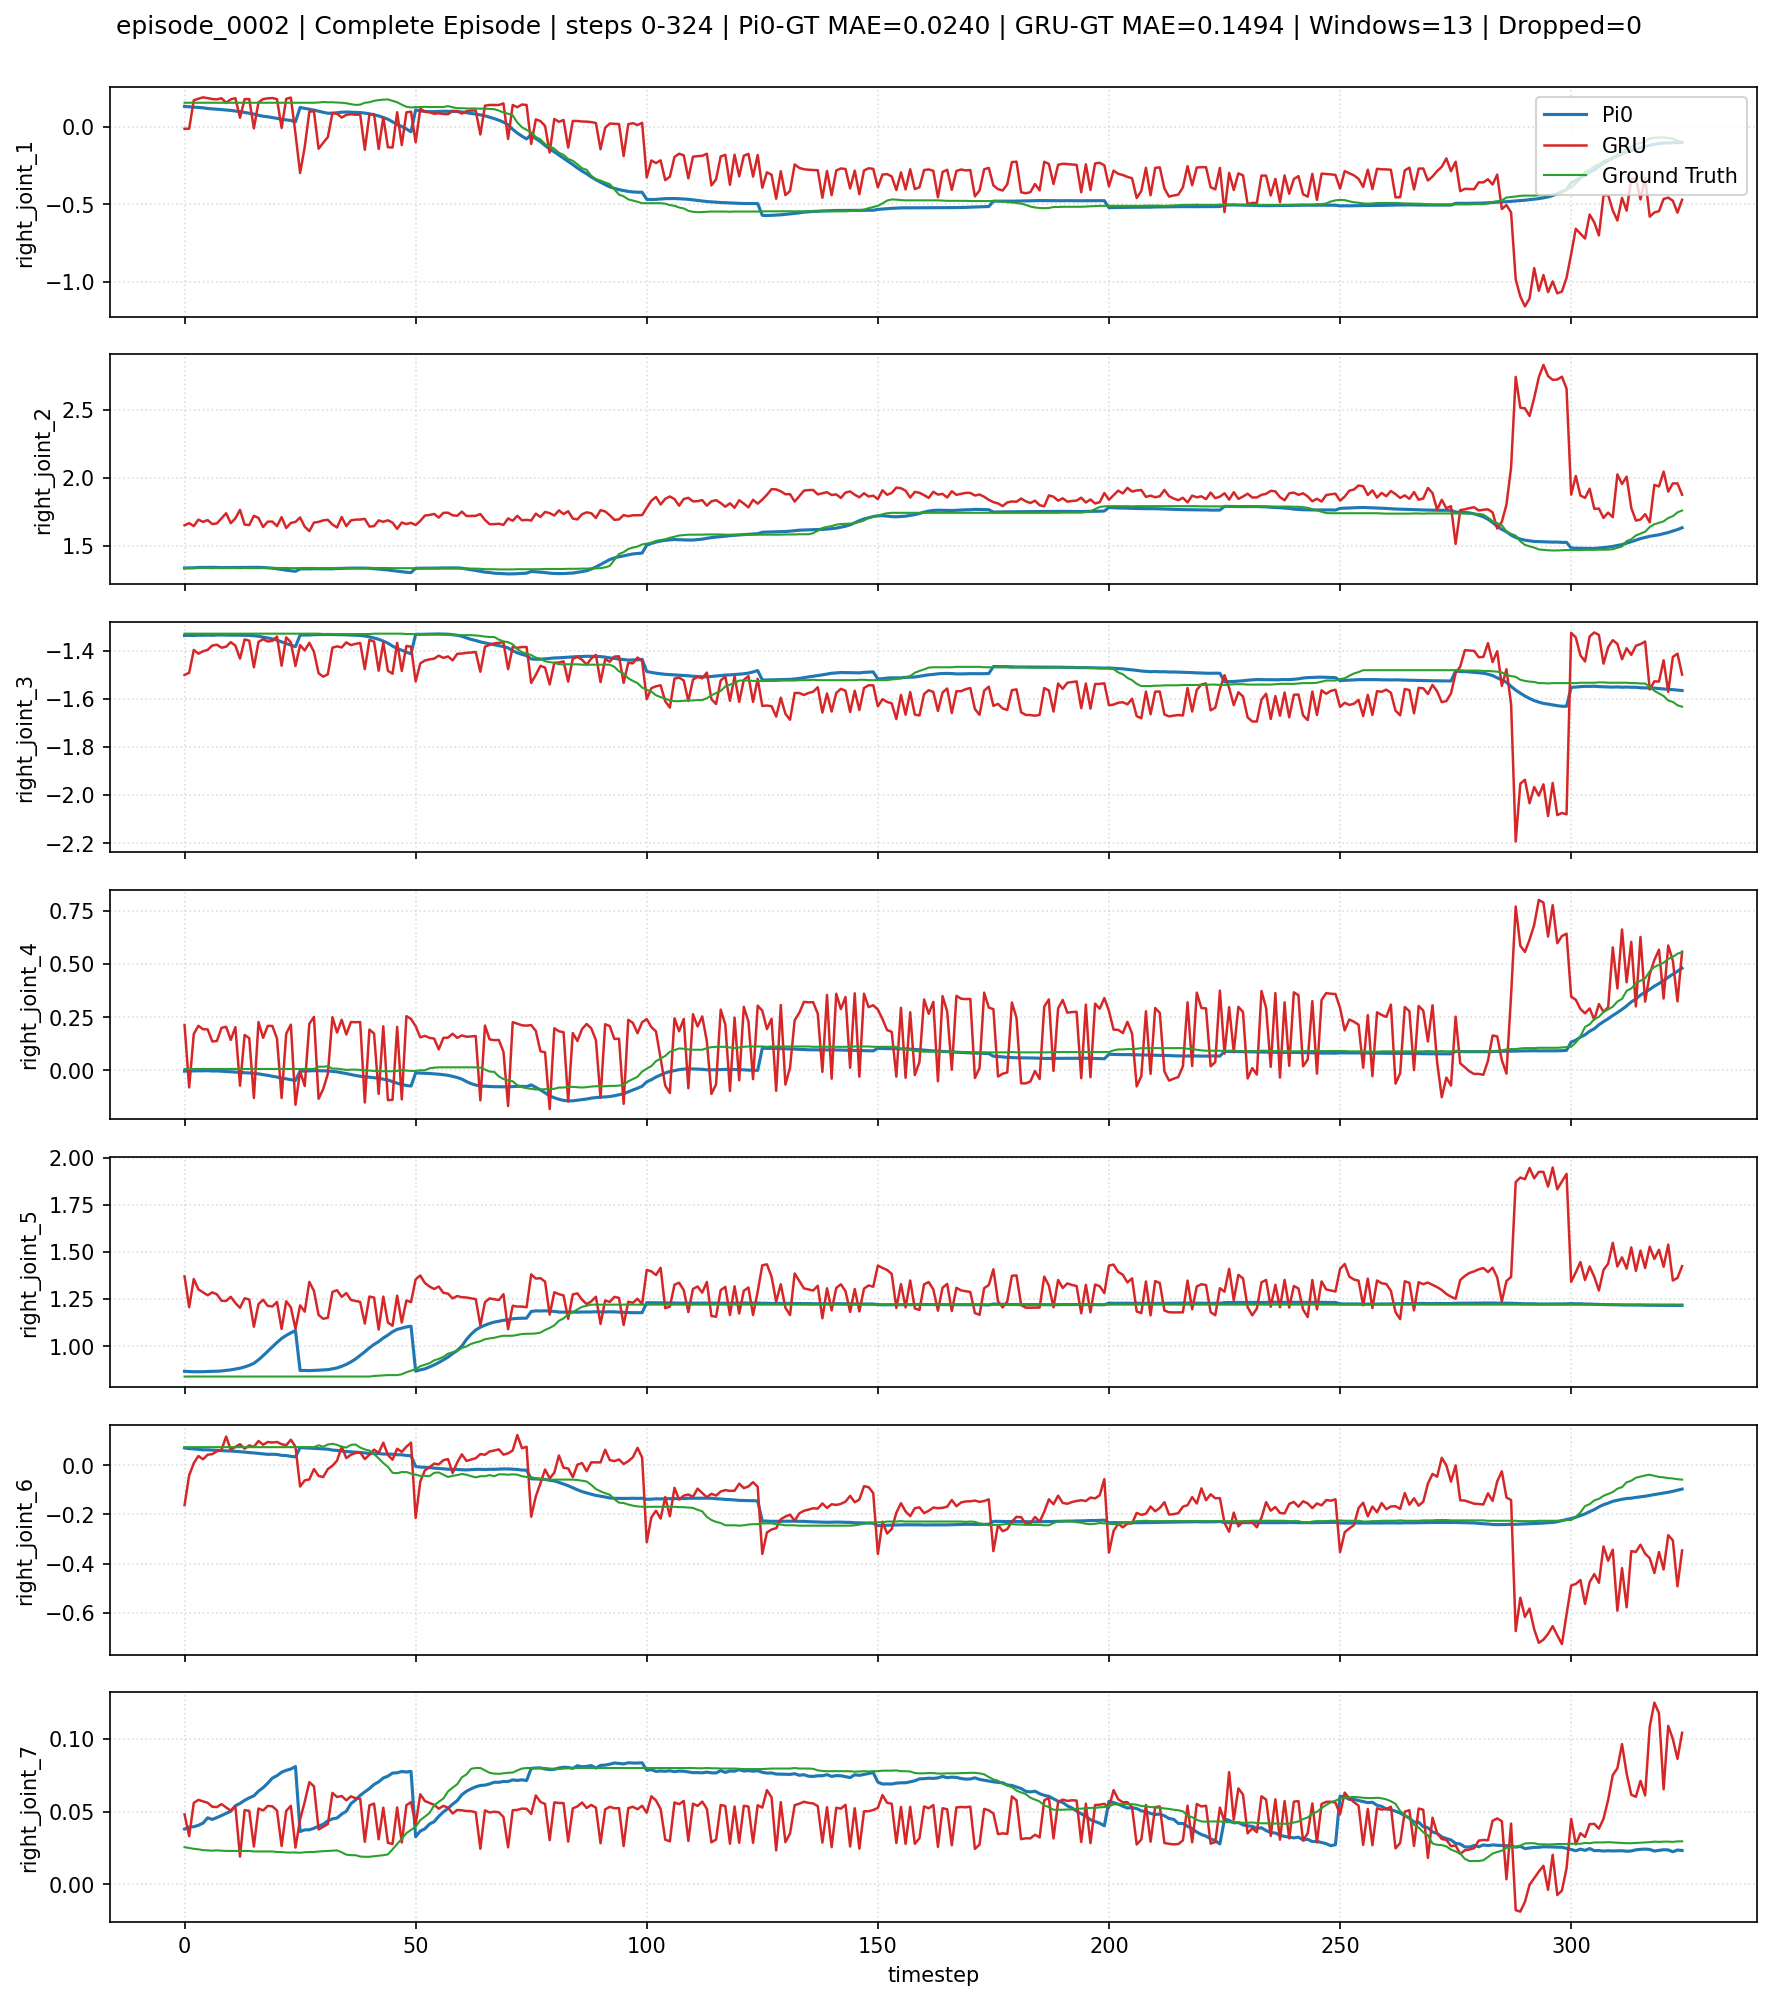 episode_0002 | Complete Episode | steps 0-324 | Pi0-GT MAE=0.0240 | GRU-GT MAE=0.1494 | Windows=13 | Dropped=0
right_joint_1
0.0
−0.5
−1.0
Pi0
GRU
Ground Truth
right_joint_2
2.5
2.0
1.5
right_joint_3
−1.4
−1.6
−1.8
−2.0
−2.2
right_joint_4
0.75
0.50
0.25
0.00
right_joint_5
2.00
1.75
1.50
1.25
1.00
right_joint_6
0.0
−0.2
−0.4
−0.6
right_joint_7
0.10
0.05
0.00
0 50 100 150 200 250 300
timestep